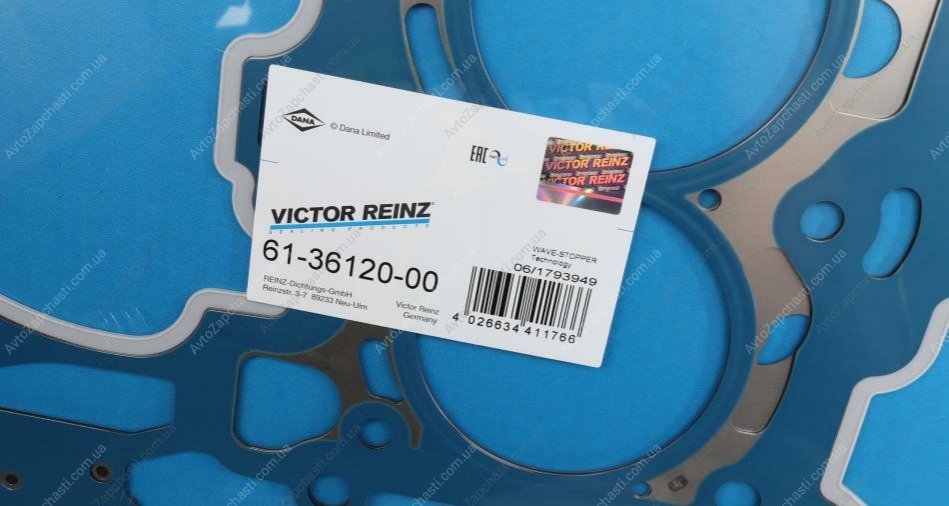 DANA
© Dana Limited
EAC
VICTOR REINZ
VICTOR REINZ
VICTOR REINZ
VICTOR REINZ®
SEALING PRODUCTS
61-36120-00
REINZ-Dichtungs-GmbH
Reinzstr. 3-7 89233 Neu-Ulm
Victor Reinz
Germany
WAVE-STOPPER
Technology
06/1793949
4 026634 411766
AvtoZapchasti.com.ua